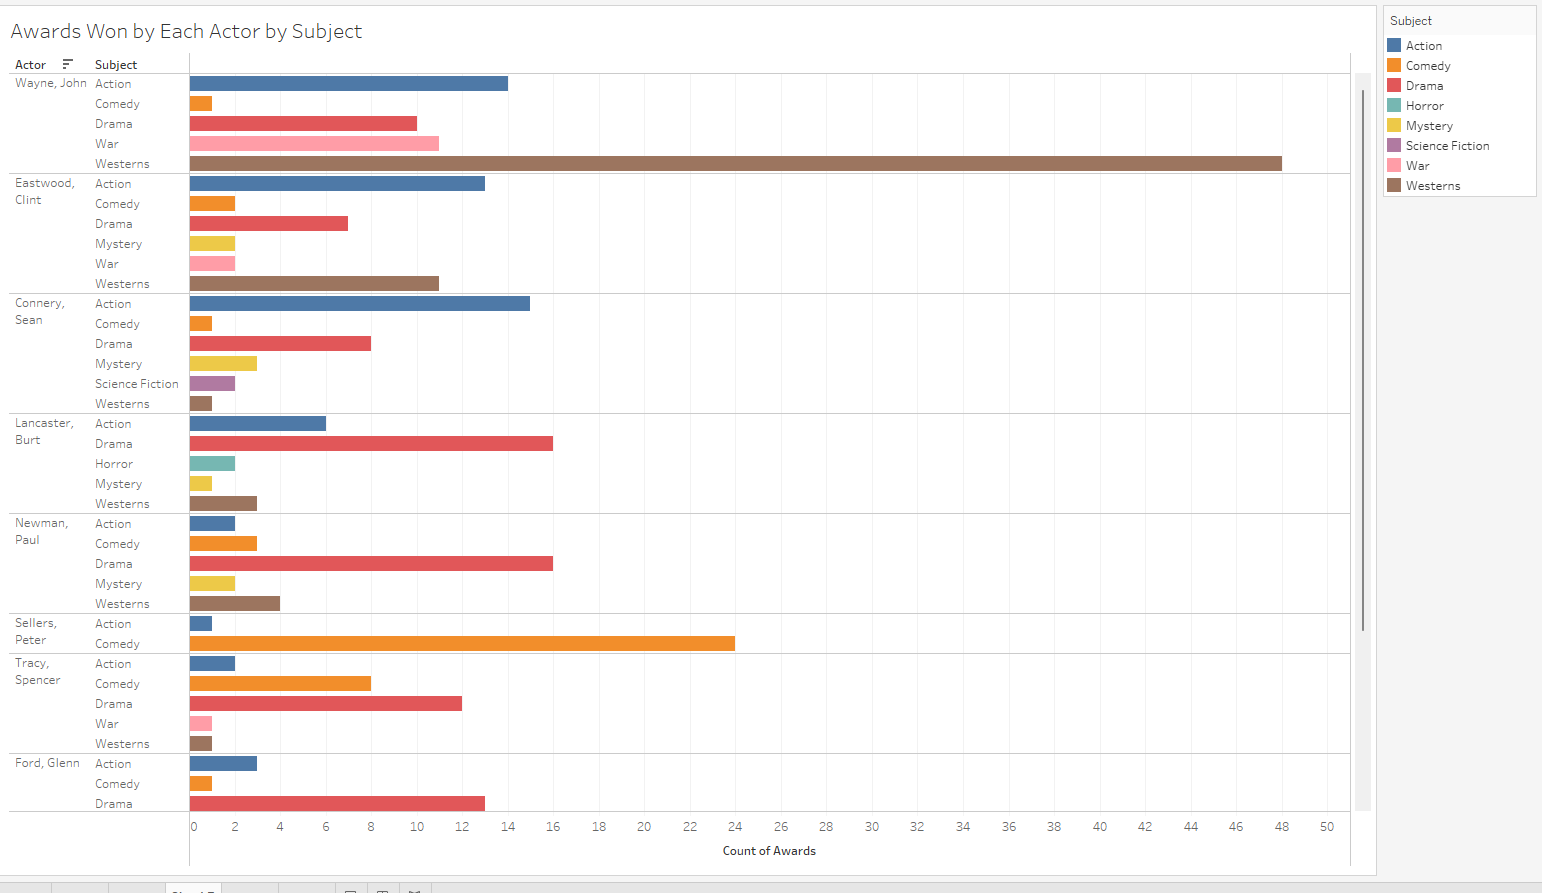 Awards Won by Each Actor by Subject
Actor Subject
Wayne, John Action
Comedy
Drama
War
Westerns
Eastwood, Clint Action
Comedy
Drama
Mystery
War
Westerns
Connery, Sean Action
Comedy
Drama
Mystery
Science Fiction
Westerns
Lancaster, Burt Action
Drama
Horror
Mystery
Westerns
Newman, Paul Action
Comedy
Drama
Mystery
Westerns
Sellers, Peter Action
Comedy
Tracy, Spencer Action
Comedy
Drama
War
Westerns
Ford, Glenn Action
Comedy
Drama
0 2 4 6 8 10 12 14 16 18 20 22 24 26 28 30 32 34 36 38 40 42 44 46 48 50
Count of Awards
Subject
Action
Comedy
Drama
Horror
Mystery
Science Fiction
War
Westerns